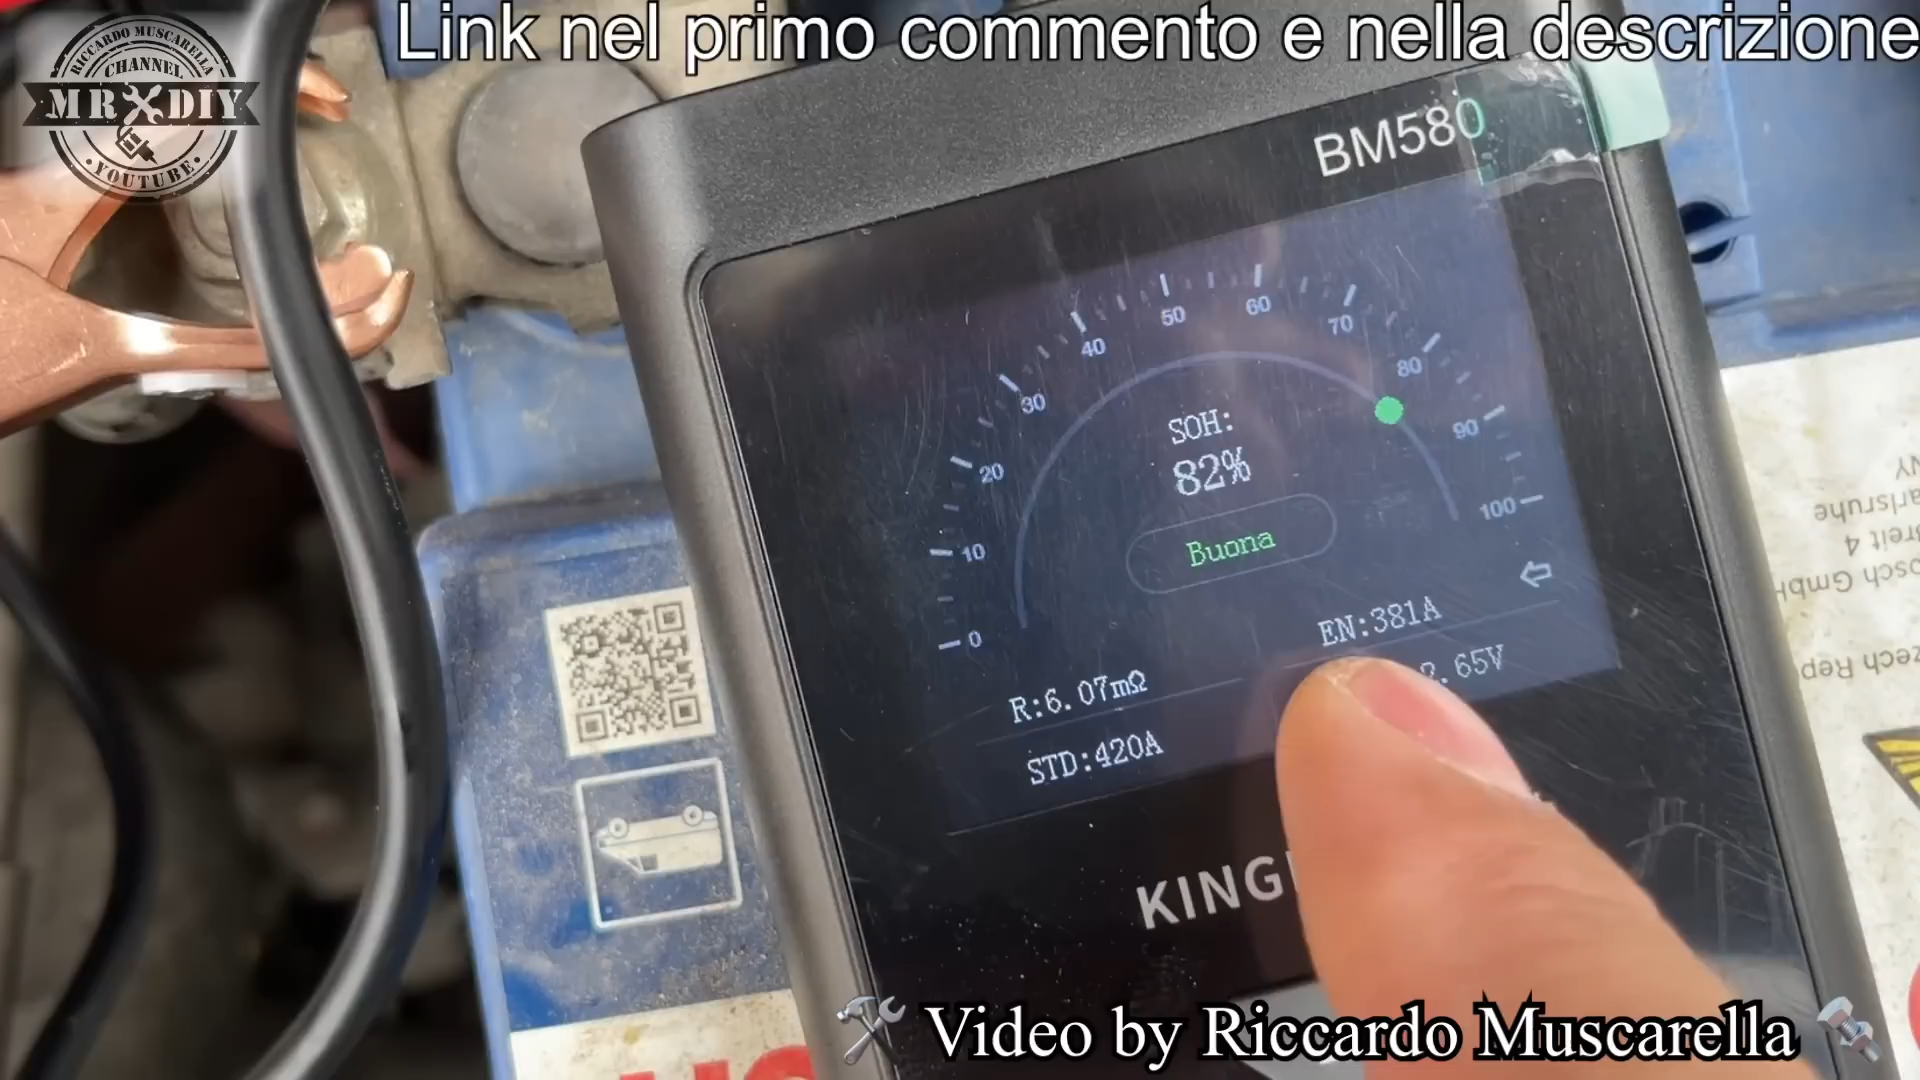 Link nel primo commento e nella descrizione
RICCARDO MUSCARELLA
CHANNEL
MR DIY
YOUTUBE
BM580
0
10
20
30
40
50
60
70
80
90
100
SOH:
82%
Buona
EN:381A
R:6.07mΩ
2.65V
STD:420A
KING
Video by Riccardo Muscarella